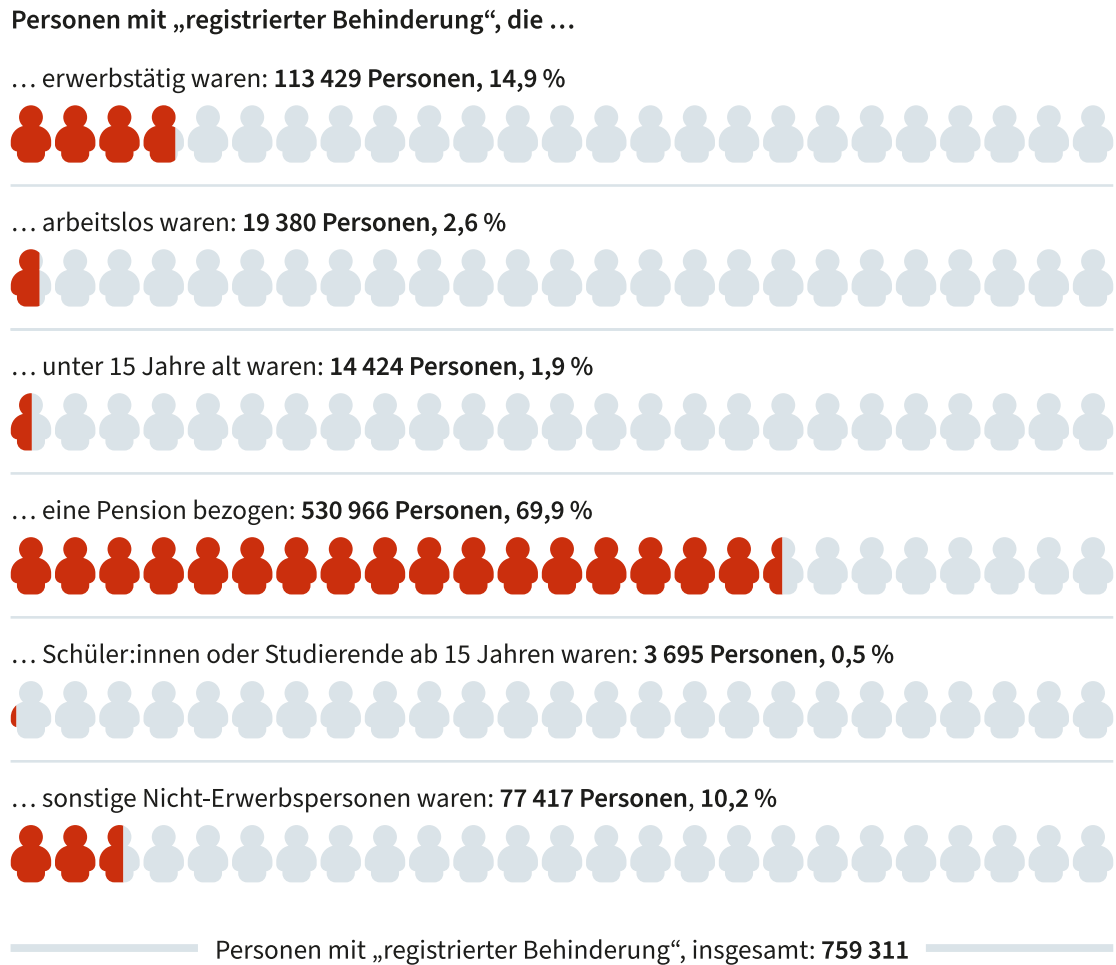 Personen mit „registrierter Behinderung“, die …
… erwerbstätig waren: 113 429 Personen, 14,9 %
… arbeitslos waren: 19 380 Personen, 2,6 %
… unter 15 Jahre alt waren: 14 424 Personen, 1,9 %
… eine Pension bezogen: 530 966 Personen, 69,9 %
… Schüler:innen oder Studierende ab 15 Jahren waren: 3 695 Personen, 0,5 %
… sonstige Nicht-Erwerbspersonen waren: 77 417 Personen, 10,2 %
Personen mit „registrierter Behinderung“, insgesamt: 759 311